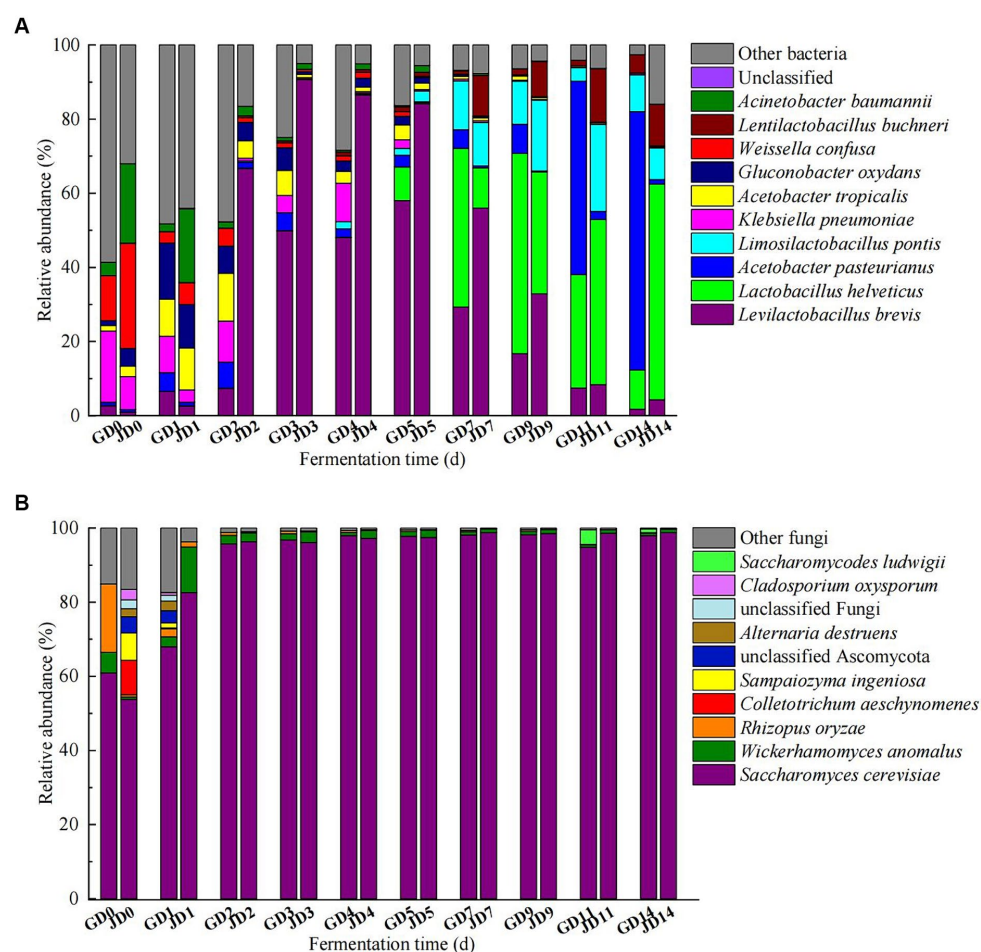 A
100
80
60
40
20
0
Relative abundance (%)
GD0 JD0 GD1 JD1 GD2 JD2 GD3 JD3 GD4 JD4 GD5 JD5 GD7 JD7 GD9 JD9 GD11 JD11 GD14 JD14
Fermentation time (d)
Other bacteria
Unclassified
Acinetobacter baumannii
Lentilactobacillus buchneri
Weissella confusa
Gluconobacter oxydans
Acetobacter tropicalis
Klebsiella pneumoniae
Limosilactobacillus pontis
Acetobacter pasteurianus
Lactobacillus helveticus
Levilactobacillus brevis
B
100
80
60
40
20
0
Relative abundance (%)
GD0 JD0 GD1 JD1 GD2 JD2 GD3 JD3 GD4 JD4 GD5 JD5 GD7 JD7 GD9 JD9 GD11 JD11 GD14 JD14
Fermentation time (d)
Other fungi
Saccharomycodes ludwigii
Cladosporium oxysporum
unclassified Fungi
Alternaria destruens
unclassified Ascomycota
Sampaiozyma ingeniosa
Colletotrichum aeschynomenes
Rhizopus oryzae
Wickerhamomyces anomalus
Saccharomyces cerevisiae